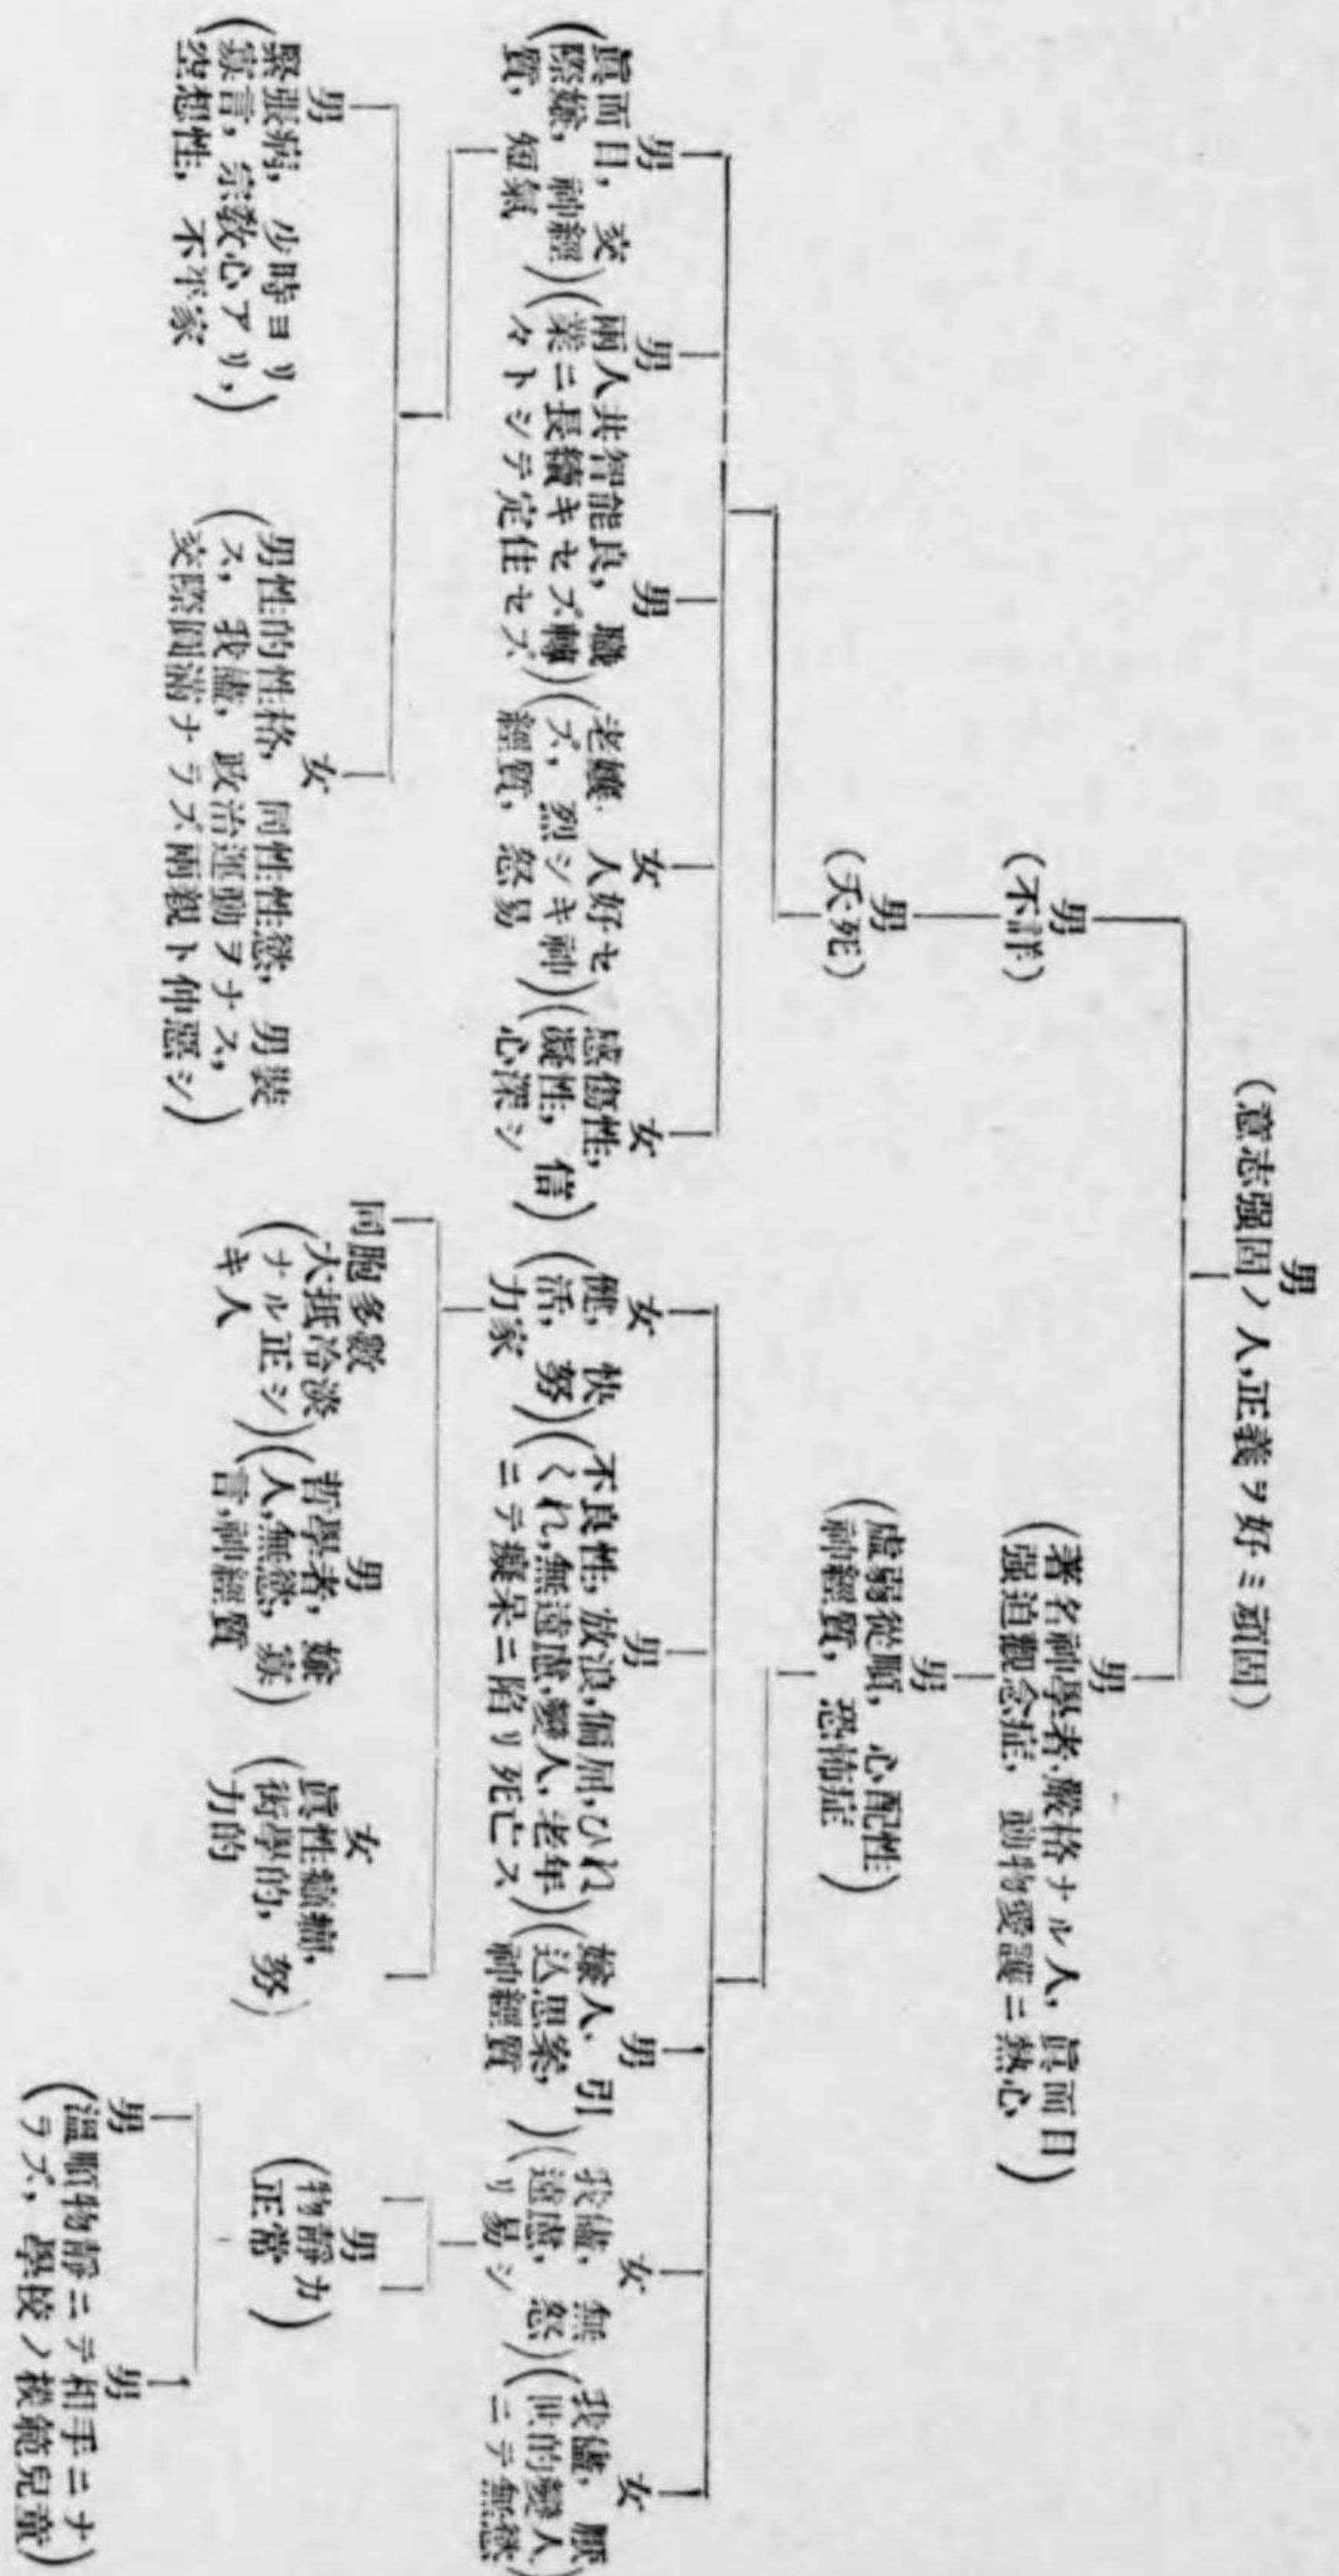 男
(意志强固ノ人,正義ヲ好ミ頑固)
男
(不詳)
男
著名神學者,嚴格ナル人,眞面目
强迫觀念症,動物愛護ニ熱心
男
(夭死)
男
虛弱從順,心配性
神經質,恐怖症
男
眞面目,交
際嫌,神經
質,短氣
男
男
兩人共智能良,職
業ニ長續キセズ轉
々トシテ定住セズ
女
老孃,人好セ
ズ,烈シキ神
經質,怒易
女
感傷性,
凝性,信
心深シ
女
健,快
活,努
力家
男
不良性,放浪,偏屈,ひね
くれ,無遠慮,變人,老年
ニテ癡呆ニ陷リ死亡ス
男
嫌人,引
込思案,
神經質
女
我儘,無
遠慮,怒
リ易シ
女
我儘,厭
世的變人
ニテ無慾
男
緊張病,少時ヨリ
寡言,宗敎心アリ,
空想性,不平家
女
男性的性格,同性性慾,男裝
ス,我儘,政治運動ヲナス,
交際圓滿ナラズ兩親ト仲惡シ
同胞多數
大抵冷淡
ナル正シ
キ人
男
哲學者,嫌
人,無慾,寡
言,神經質
女
眞性癲癇,
衒學的,努
力的
男
物靜カ
正常
男
男
溫順物靜ニテ相手ニナ
ラズ,學校ノ模範兒童